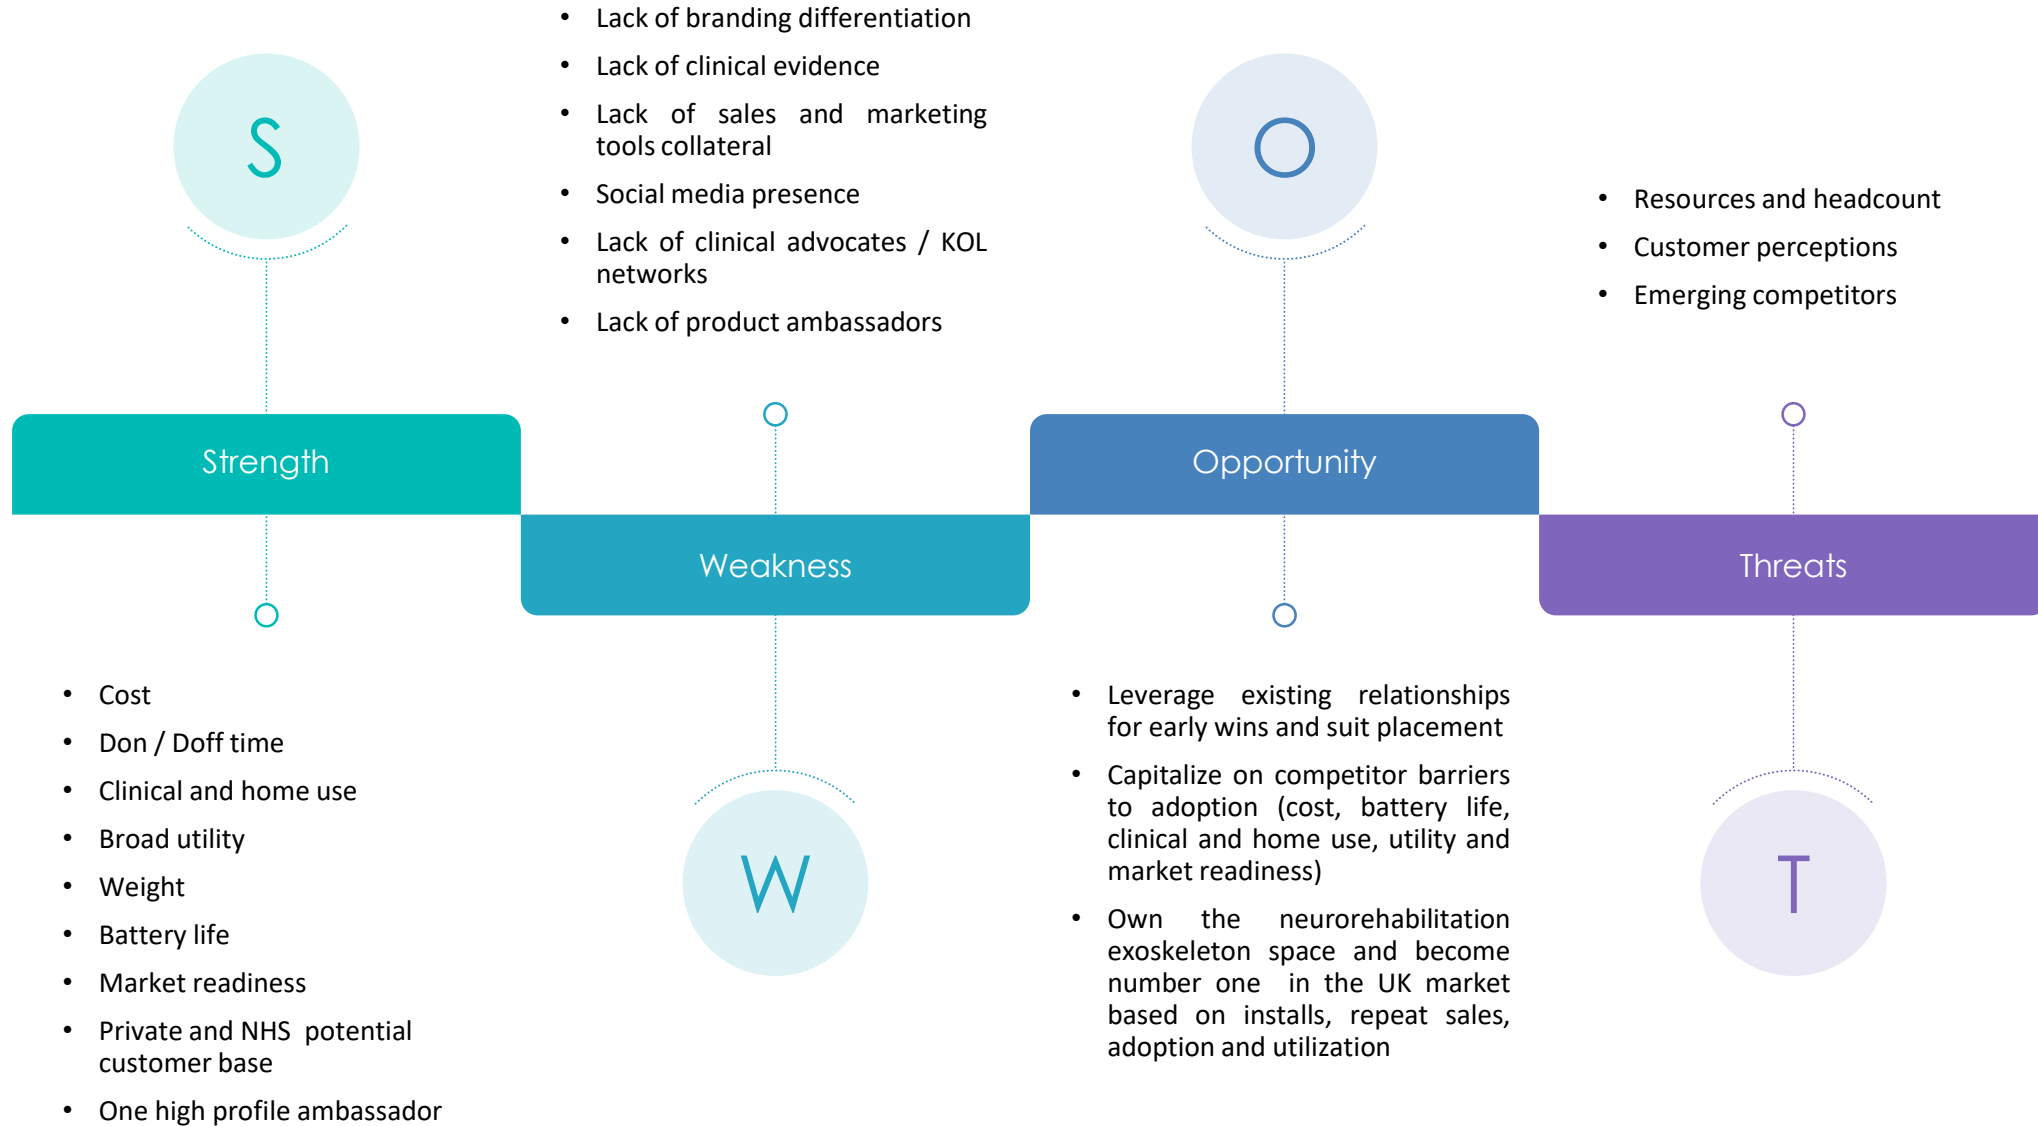 S
Strength
• Cost
• Don / Doff time
• Clinical and home use
• Broad utility
• Weight
• Battery life
• Market readiness
• Private and NHS  potential
customer base
• One high profile ambassador
• Lack of branding differentiation
• Lack of clinical evidence
• Lack of sales and marketing
tools collateral
• Social media presence
• Lack of clinical advocates / KOL
networks
• Lack of product ambassadors
Weakness
W
O
Opportunity
• Leverage existing relationships
for early wins and suit placement
• Capitalize on competitor barriers
to adoption (cost, battery life,
clinical and home use, utility and
market readiness)
• Own the neurorehabilitation
exoskeleton space and become
number one  in the UK market
based on installs, repeat sales,
adoption and utilization
• Resources and headcount
• Customer perceptions
• Emerging competitors
Threats
T